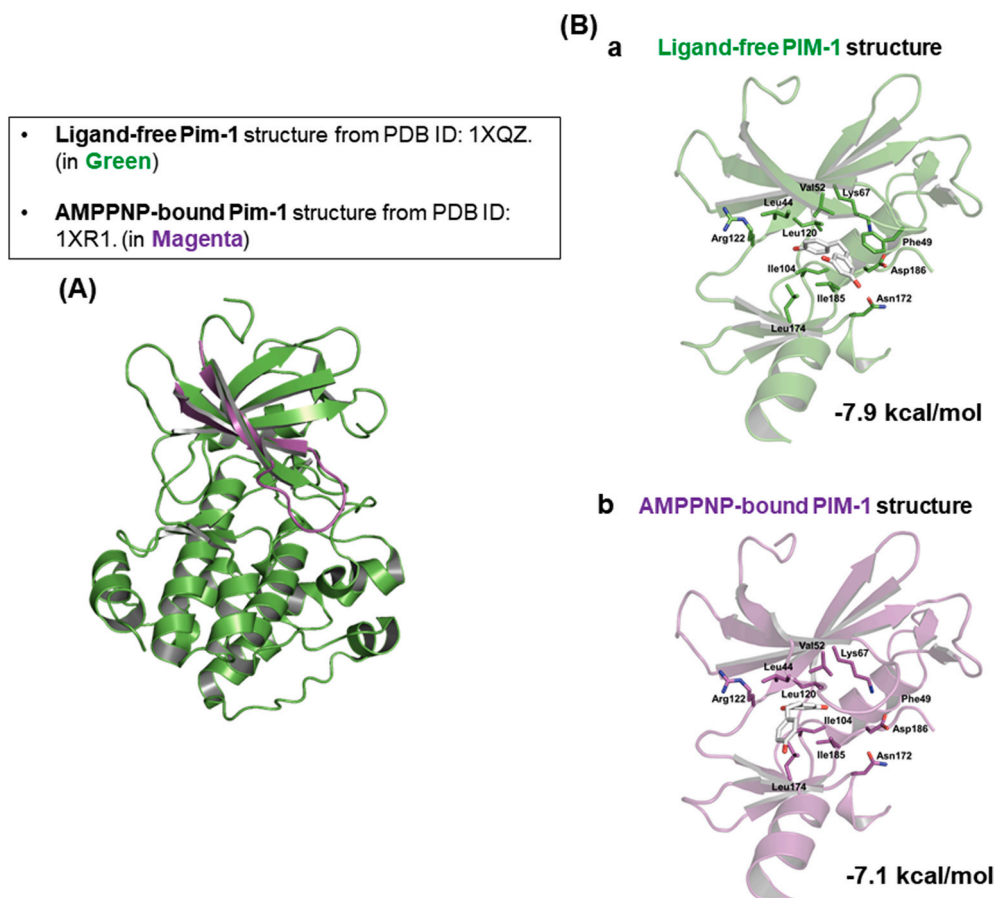 (B)
a Ligand-free PIM-1 structure
• Ligand-free Pim-1 structure from PDB ID: 1XQZ.
(in Green)
• AMPPNP-bound Pim-1 structure from PDB ID:
1XR1. (in Magenta)
(A)
Val52
Lys67
Leu44
Leu120
Arg122
Phe49
Ile104
Asp186
Ile185
Asn172
Leu174
-7.9 kcal/mol
b AMPPNP-bound PIM-1 structure
Val52
Lys67
Leu44
Leu120
Arg122
Phe49
Ile104
Asp186
Ile185
Asn172
Leu174
-7.1 kcal/mol